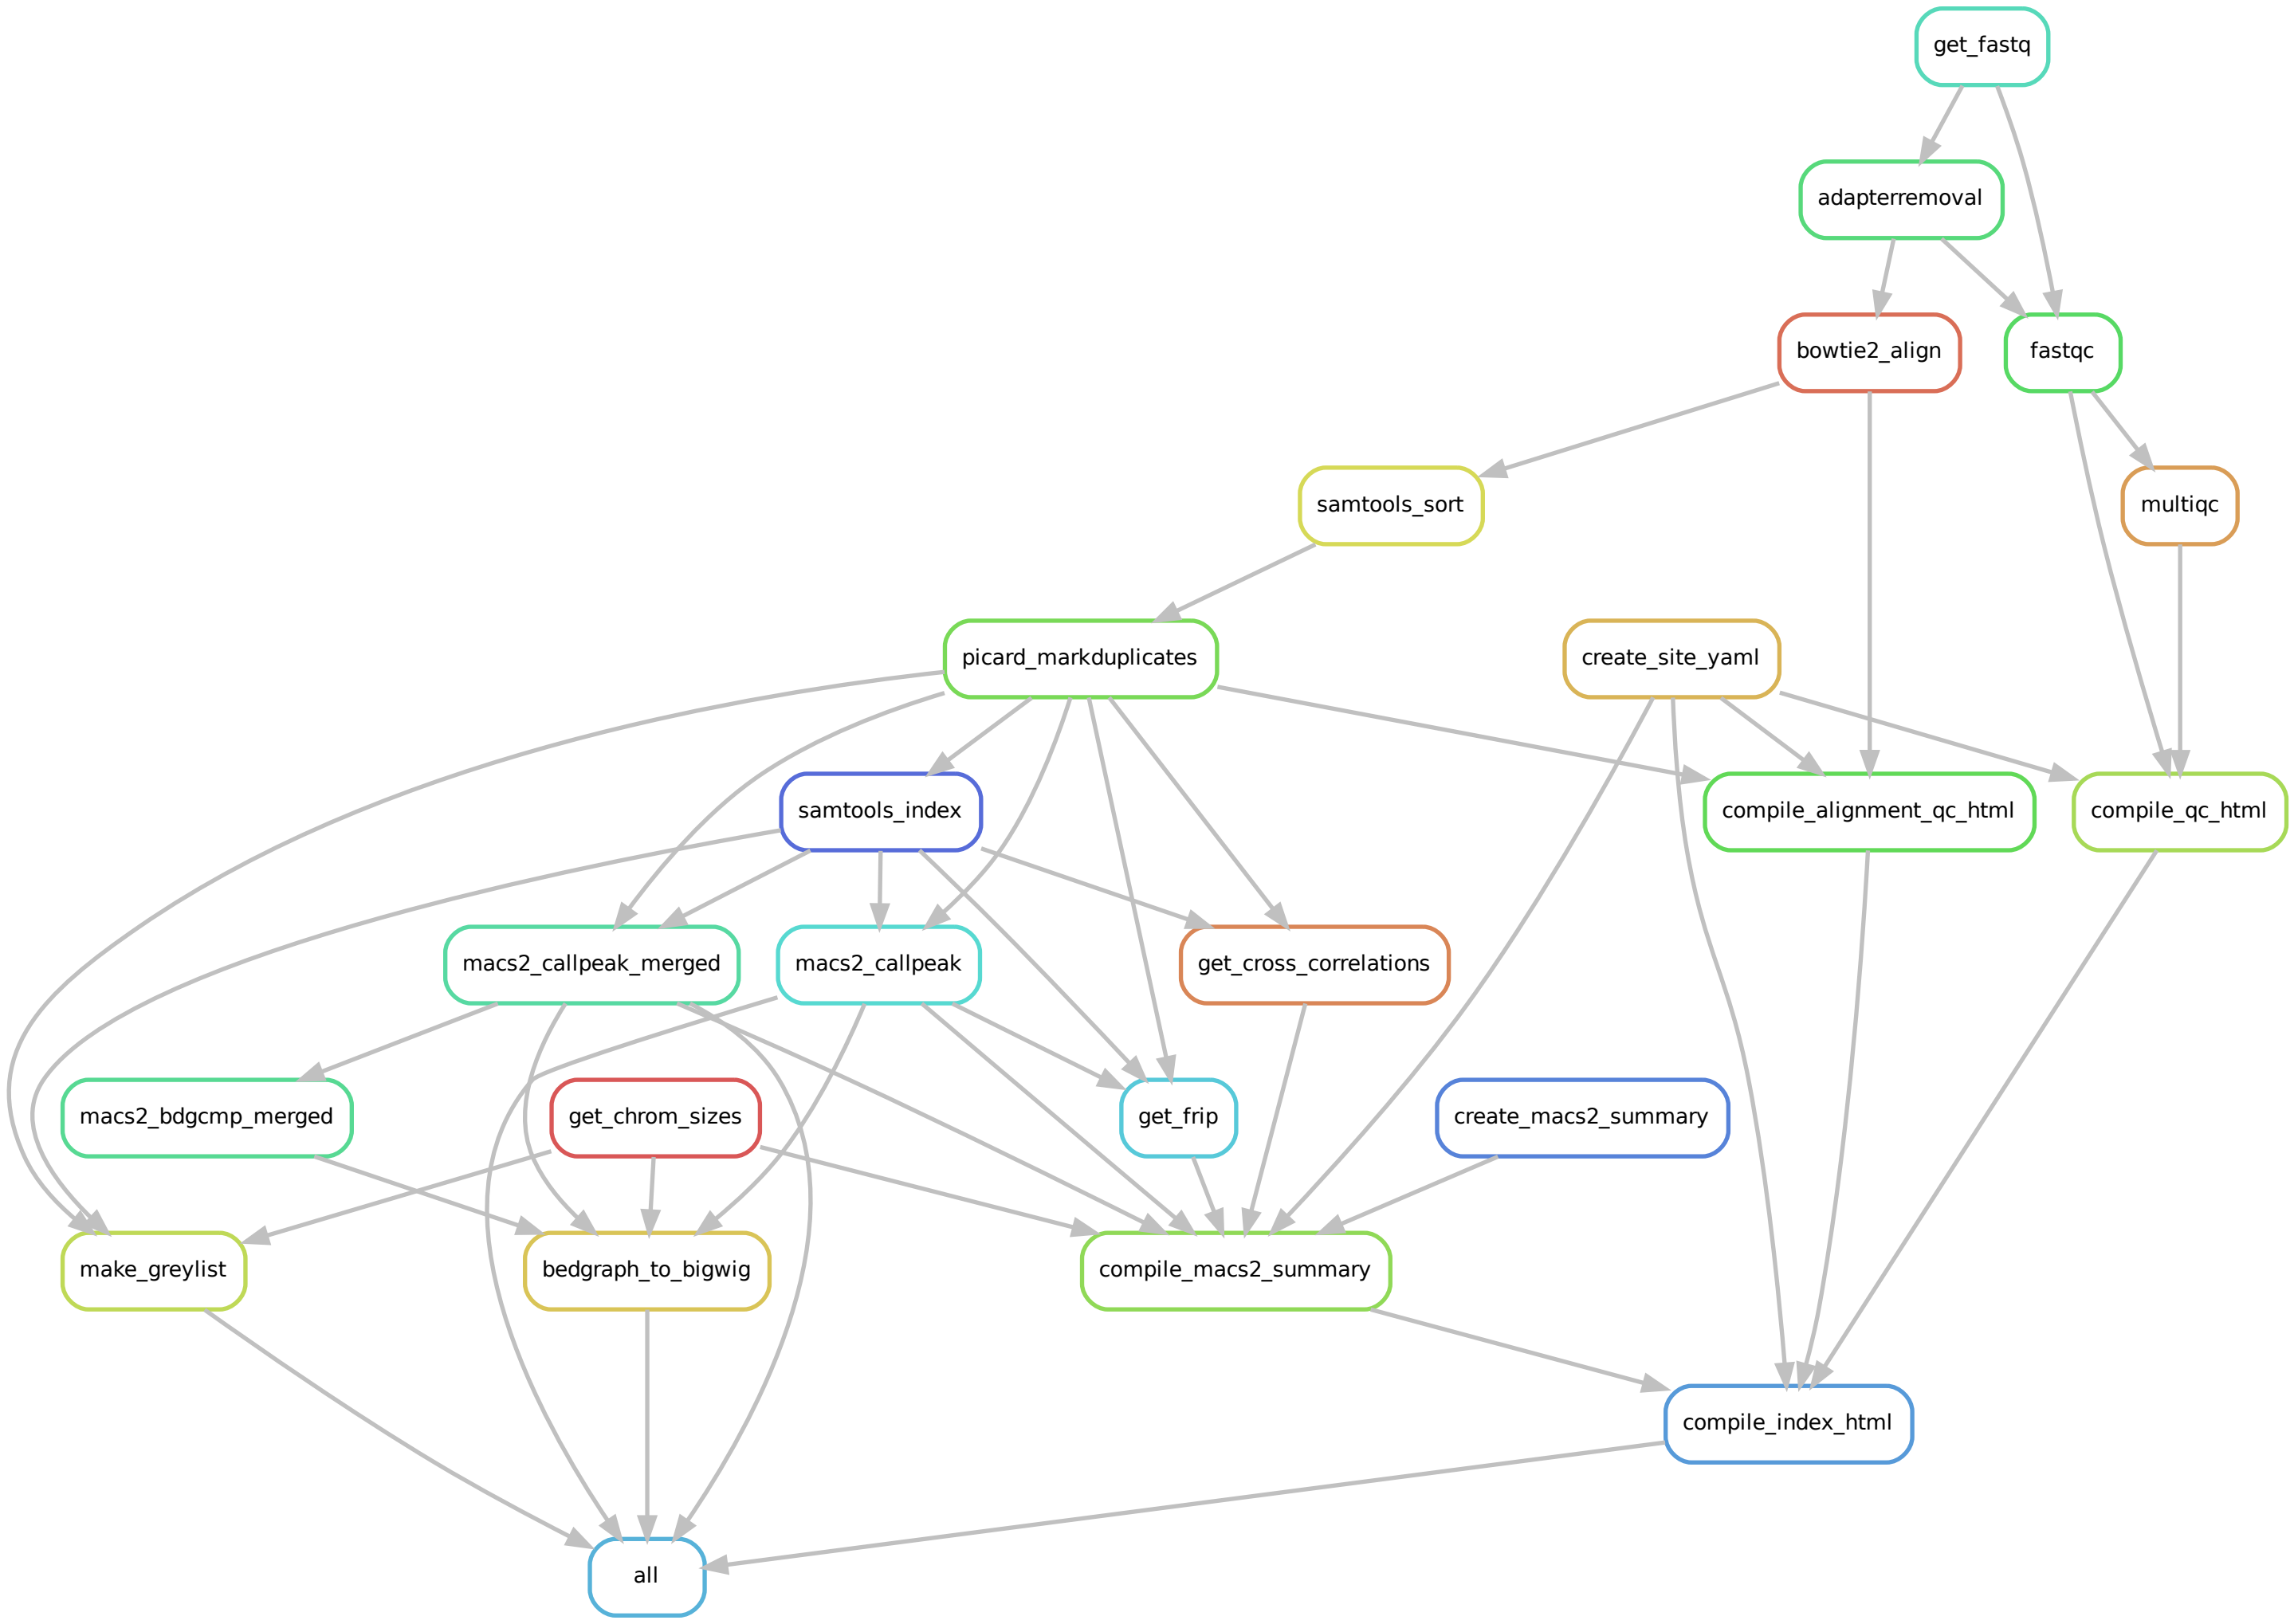 get_fastq
adapterremoval
bowtie2_align
fastqc
samtools_sort
multiqc
picard_markduplicates
create_site_yaml
samtools_index
compile_alignment_qc_html
compile_qc_html
macs2_callpeak_merged
macs2_callpeak
get_cross_correlations
macs2_bdgcmp_merged
get_chrom_sizes
get_frip
create_macs2_summary
make_greylist
bedgraph_to_bigwig
compile_macs2_summary
compile_index_html
all